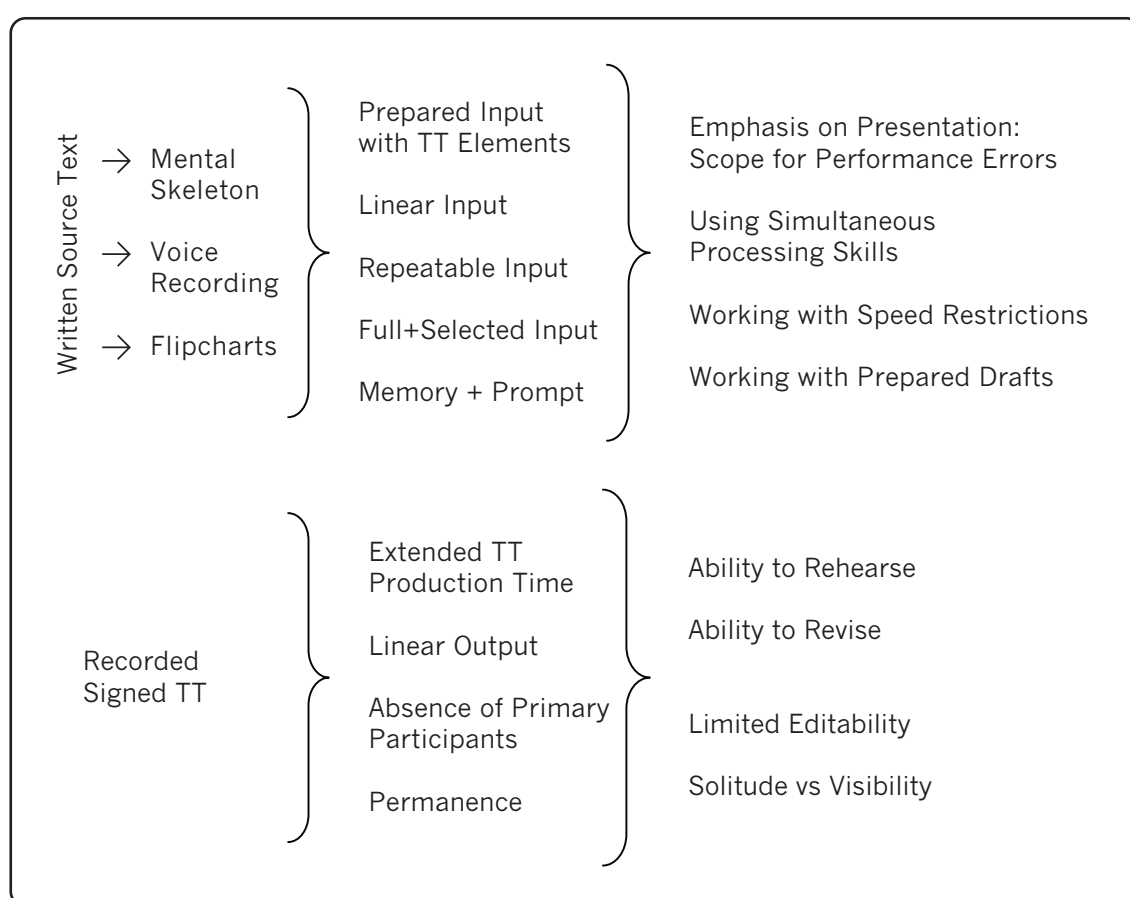 Written Source Text
→ Mental
Skeleton
→ Voice
Recording
→ Flipcharts
Prepared Input
with TT Elements
Linear Input
Repeatable Input
Full+Selected Input
Memory + Prompt
Emphasis on Presentation:
Scope for Performance Errors
Using Simultaneous
Processing Skills
Working with Speed Restrictions
Working with Prepared Drafts
Recorded
Signed TT
Extended TT
Production Time
Linear Output
Absence of Primary
Participants
Permanence
Ability to Rehearse
Ability to Revise
Limited Editability
Solitude vs Visibility